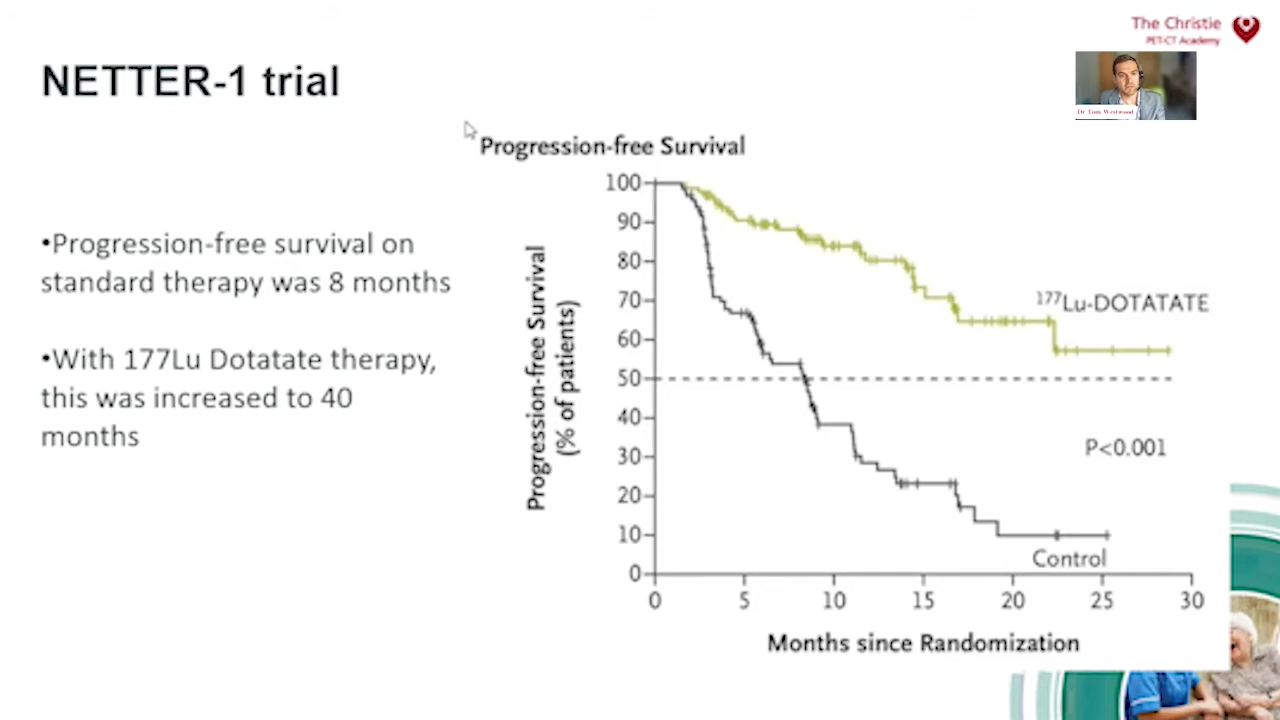 The Christie
PET-CT Academy
NETTER-1 trial
Dr Tom Westwood
•Progression-free survival on
standard therapy was 8 months
•With 177Lu Dotatate therapy,
this was increased to 40
months
Progression-free Survival
Progression-free Survival
(% of patients)
100
90
80
70
60
50
40
30
20
10
0
177Lu-DOTATATE
P<0.001
Control
0 5 10 15 20 25 30
Months since Randomization